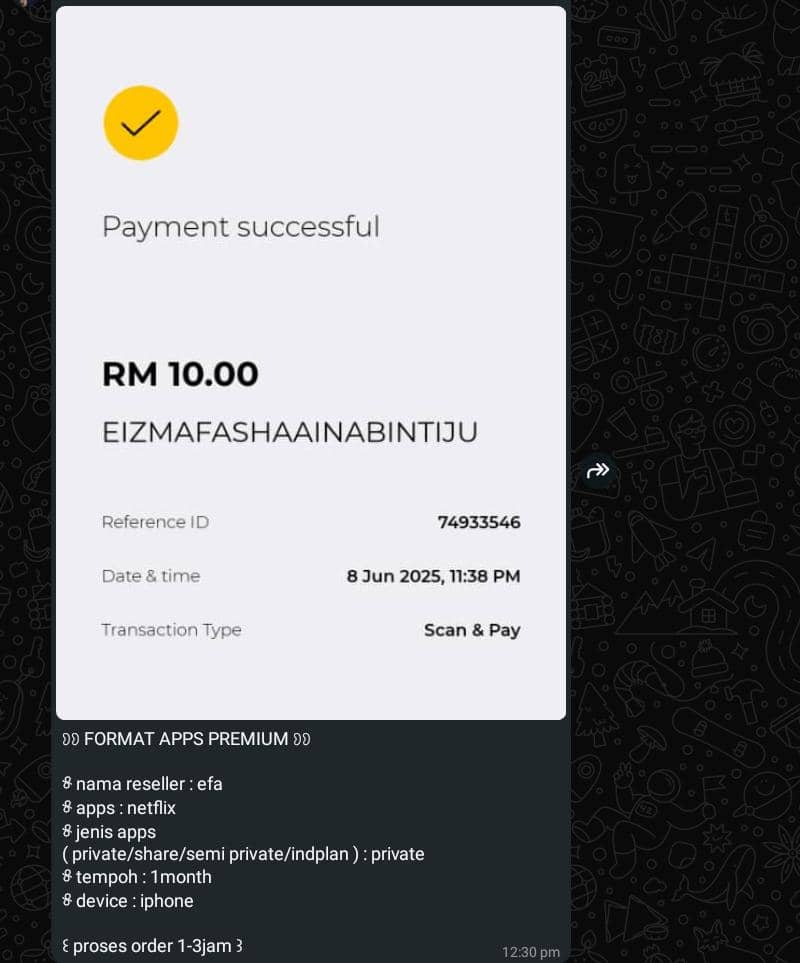 Payment successful
RM 10.00
EIZMAFASHAAINABINTIJU
Reference ID 74933546
Date & time 8 Jun 2025, 11:38 PM
Transaction Type Scan & Pay
୨୨ FORMAT APPS PREMIUM ୨୨
𐙚 nama reseller : efa
𐙚 apps : netflix
𐙚 jenis apps
( private/share/semi private/indplan ) : private
𐙚 tempoh : 1month
𐙚 device : iphone
꒰ proses order 1-3jam ꒱
12:30 pm